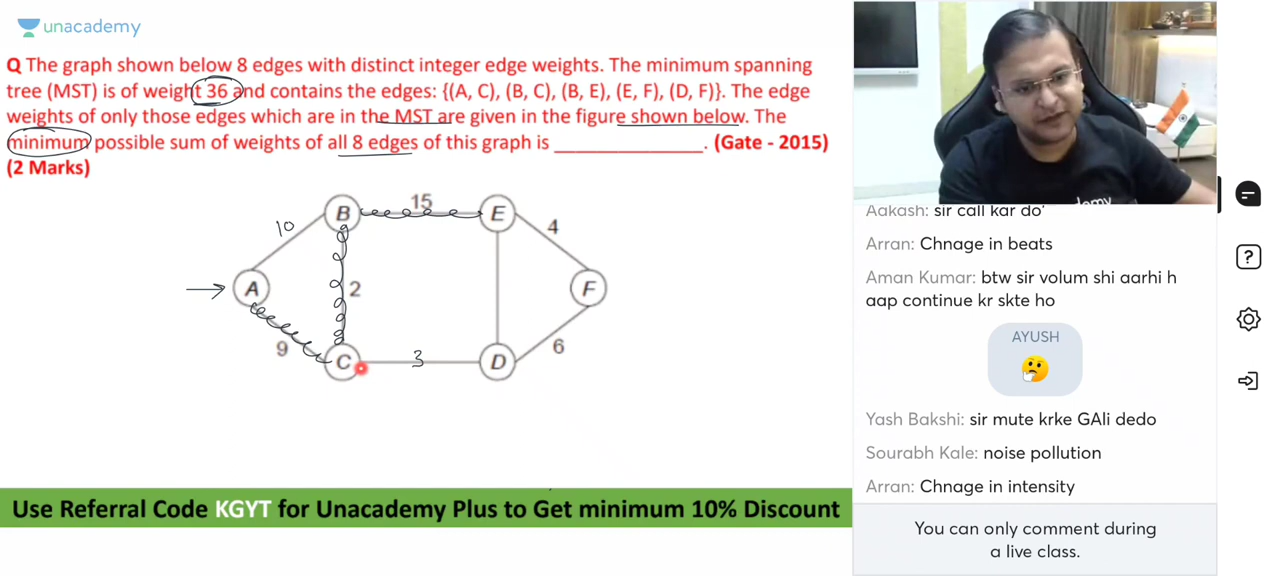 unacademy
Q The graph shown below 8 edges with distinct integer edge weights. The minimum spanning
tree (MST) is of weight 36 and contains the edges: {(A, C), (B, C), (B, E), (E, F), (D, F)}. The edge
weights of only those edges which are in the MST are given in the figure shown below. The
minimum possible sum of weights of all 8 edges of this graph is ________________. (Gate - 2015)
(2 Marks)
B
15
E
10
4
A
2
F
9
C
3
D
6
Use Referral Code KGYT for Unacademy Plus to Get minimum 10% Discount
Aakash: sir call kar do'
Arran: Chnage in beats
Aman Kumar: btw sir volum shi aarhi h
aap continue kr skte ho
AYUSH
Yash Bakshi: sir mute krke GAli dedo
Sourabh Kale: noise pollution
Arran: Chnage in intensity
You can only comment during
a live class.
?